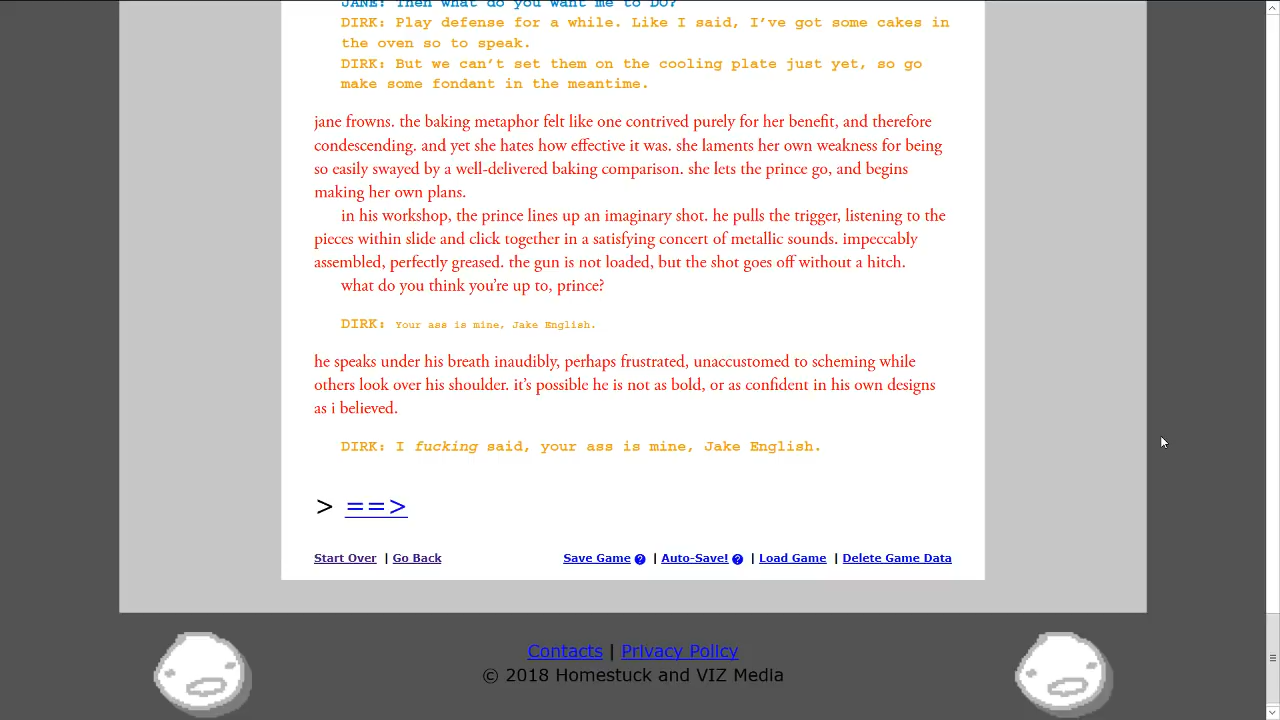 JANE: Then what do you want me to DO?
DIRK: Play defense for a while. Like I said, I’ve got some cakes in
the oven so to speak.
DIRK: But we can’t set them on the cooling plate just yet, so go
make some fondant in the meantime.
jane frowns. the baking metaphor felt like one contrived purely for her benefit, and therefore
condescending. and yet she hates how effective it was. she laments her own weakness for being
so easily swayed by a well-delivered baking comparison. she lets the prince go, and begins
making her own plans.
in his workshop, the prince lines up an imaginary shot. he pulls the trigger, listening to the
pieces within slide and click together in a satisfying concert of metallic sounds. impeccably
assembled, perfectly greased. the gun is not loaded, but the shot goes off without a hitch.
what do you think you’re up to, prince?
DIRK: Your ass is mine, Jake English.
he speaks under his breath inaudibly, perhaps frustrated, unaccustomed to scheming while
others look over his shoulder. it’s possible he is not as bold, or as confident in his own designs
as i believed.
DIRK: I fucking said, your ass is mine, Jake English.
> ==>
Start Over | Go Back Save Game ? | Auto-Save! ? | Load Game | Delete Game Data
Contacts | Privacy Policy
© 2018 Homestuck and VIZ Media